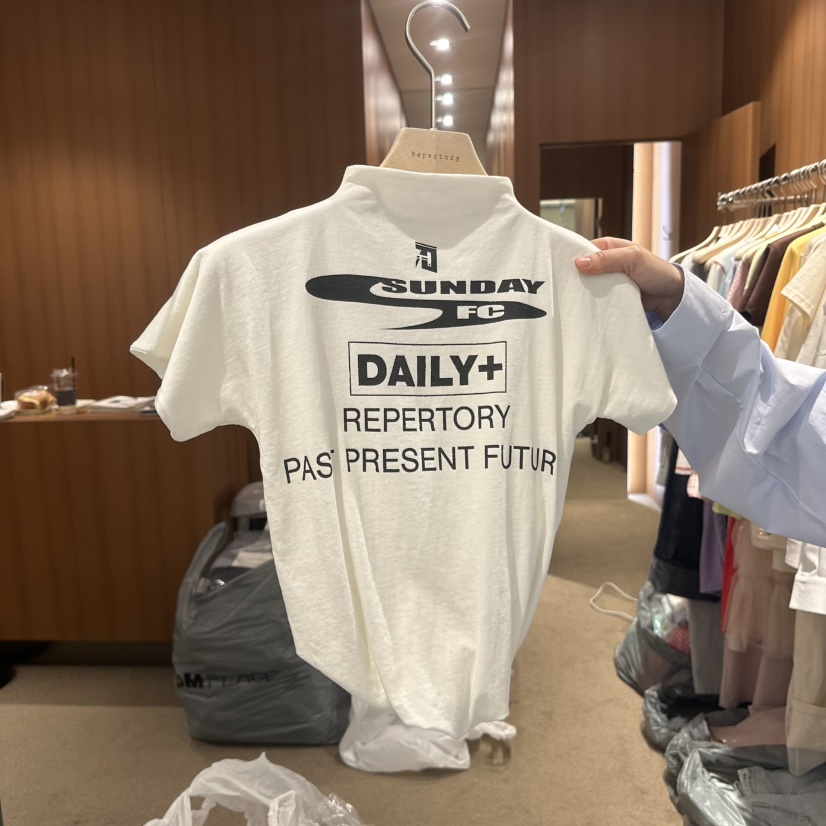 Repertory
SUNDAY
FC
DAILY+
REPERTORY
PAST PRESENT FUTUR